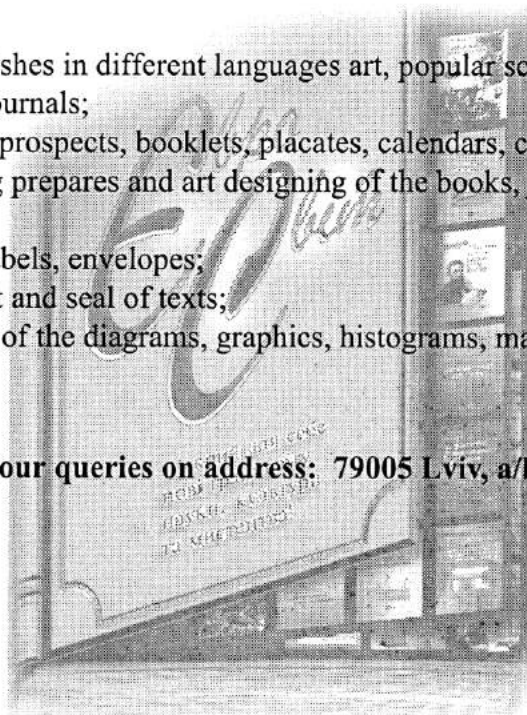 shes in different languages art, popular sc
ournals;
prospects, booklets, placates, calendars, c
g prepares and art designing of the books,
bels, envelopes;
t and seal of texts;
of the diagrams, graphics, histograms, ma
our queries on address: 79005 Lviv, a/